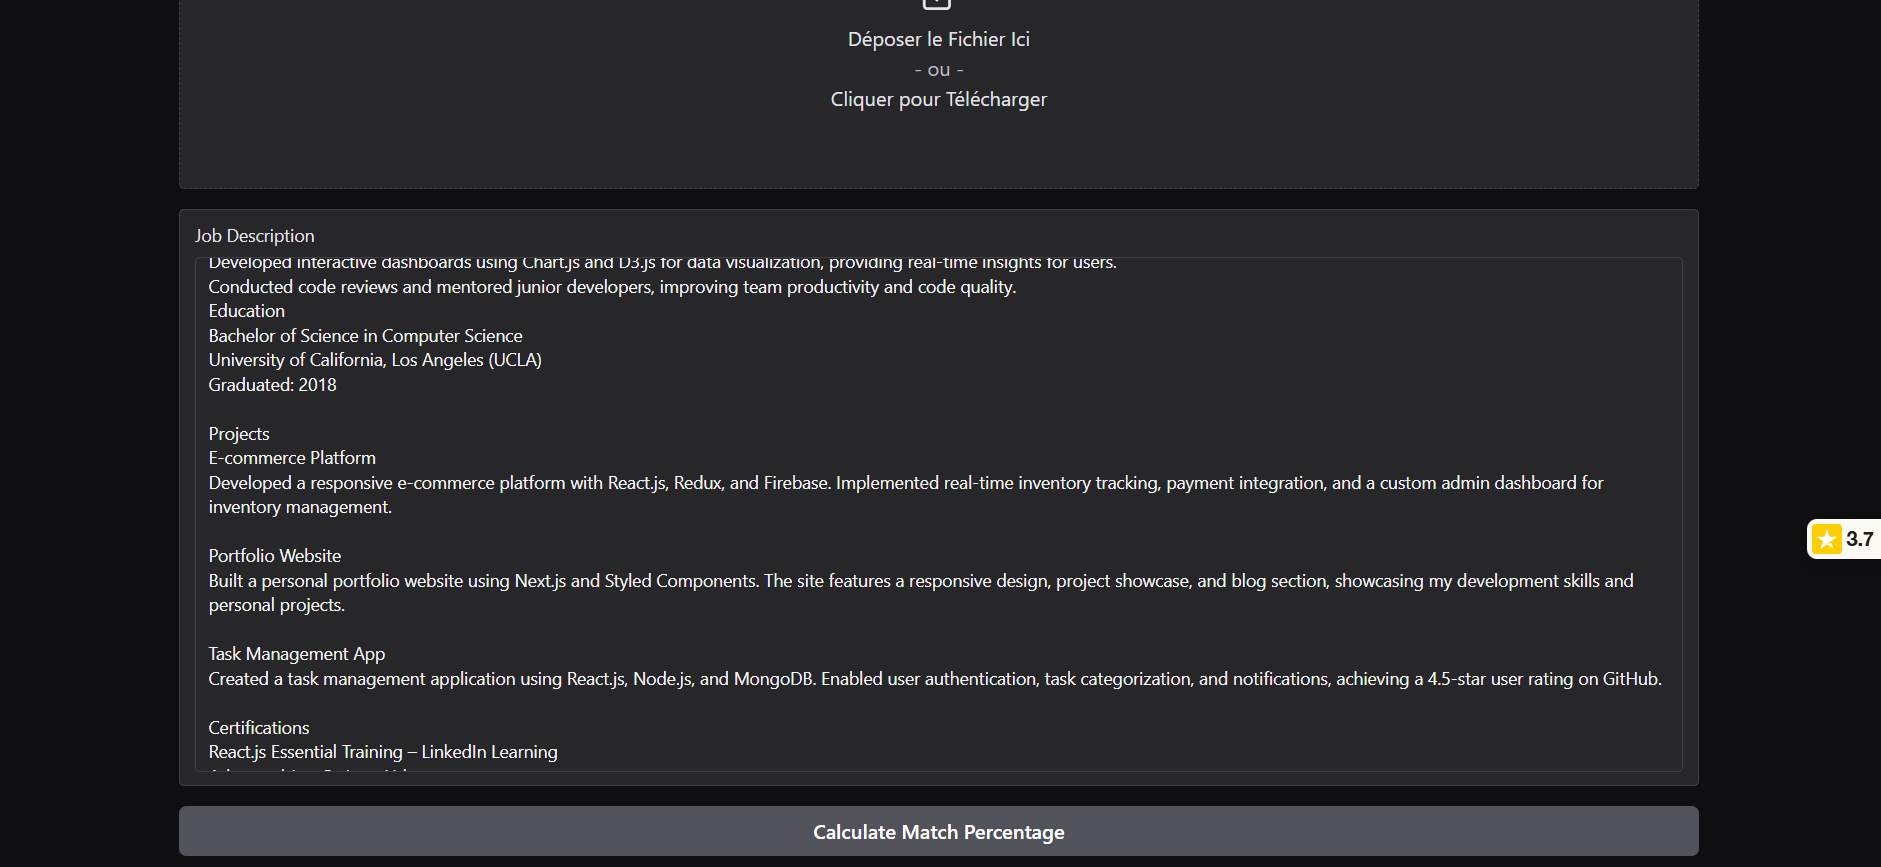 Déposer le Fichier Ici
- ou -
Cliquer pour Télécharger
Job Description
Developed interactive dashboards using Chart.js and D3.js for data visualization, providing real-time insights for users.
Conducted code reviews and mentored junior developers, improving team productivity and code quality.
Education
Bachelor of Science in Computer Science
University of California, Los Angeles (UCLA)
Graduated: 2018
Projects
E-commerce Platform
Developed a responsive e-commerce platform with React.js, Redux, and Firebase. Implemented real-time inventory tracking, payment integration, and a custom admin dashboard for
inventory management.
Portfolio Website
Built a personal portfolio website using Next.js and Styled Components. The site features a responsive design, project showcase, and blog section, showcasing my development skills and
personal projects.
Task Management App
Created a task management application using React.js, Node.js, and MongoDB. Enabled user authentication, task categorization, and notifications, achieving a 4.5-star user rating on GitHub.
Certifications
React.js Essential Training – LinkedIn Learning
3.7
Calculate Match Percentage